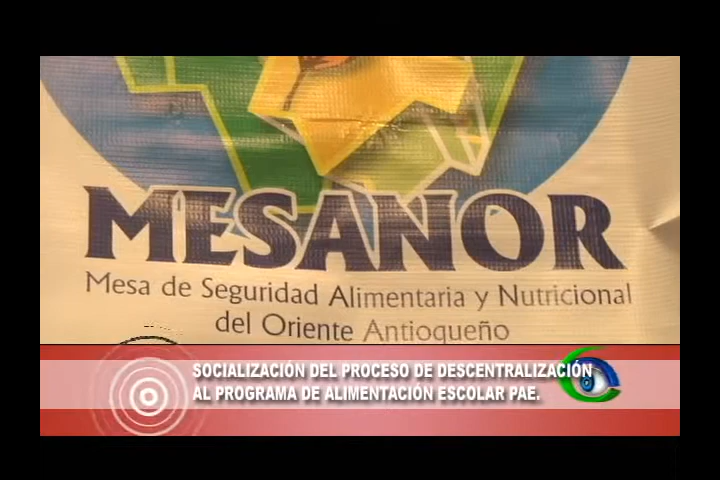 MESANOR
Mesa de Seguridad Alimentaria y Nutricional
del Oriente Antioqueño
SOCIALIZACIÓN DEL PROCESO DE DESCENTRALIZACIÓN
AL PROGRAMA DE ALIMENTACIÓN ESCOLAR PAE.